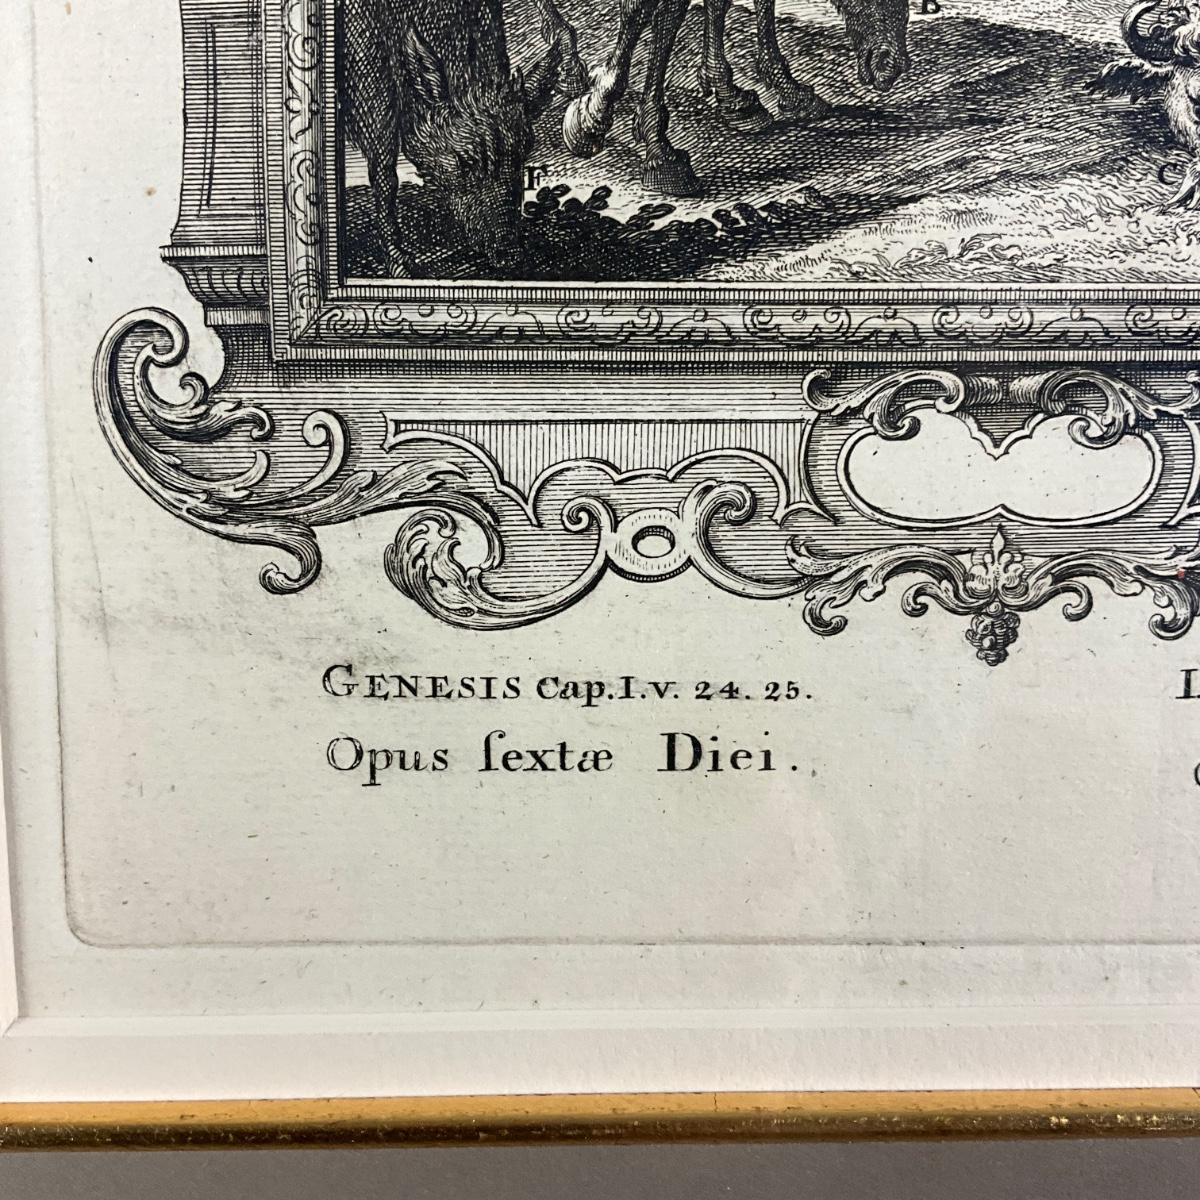 B
C
F
GENESIS Cap. I. v. 24. 25.
Opus ſextæ Diei.